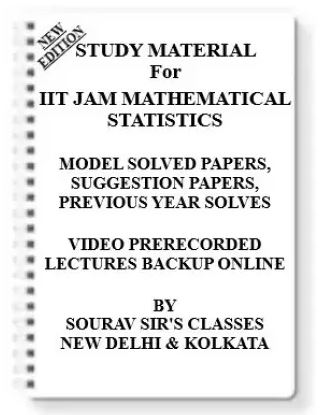 NEW
EDITION
STUDY MATERIAL
For
IIT JAM MATHEMATICAL
STATISTICS
MODEL SOLVED PAPERS,
SUGGESTION PAPERS,
PREVIOUS YEAR SOLVES
VIDEO PRERECORDED
LECTURES BACKUP ONLINE
BY
SOURAV SIR'S CLASSES
NEW DELHI & KOLKATA